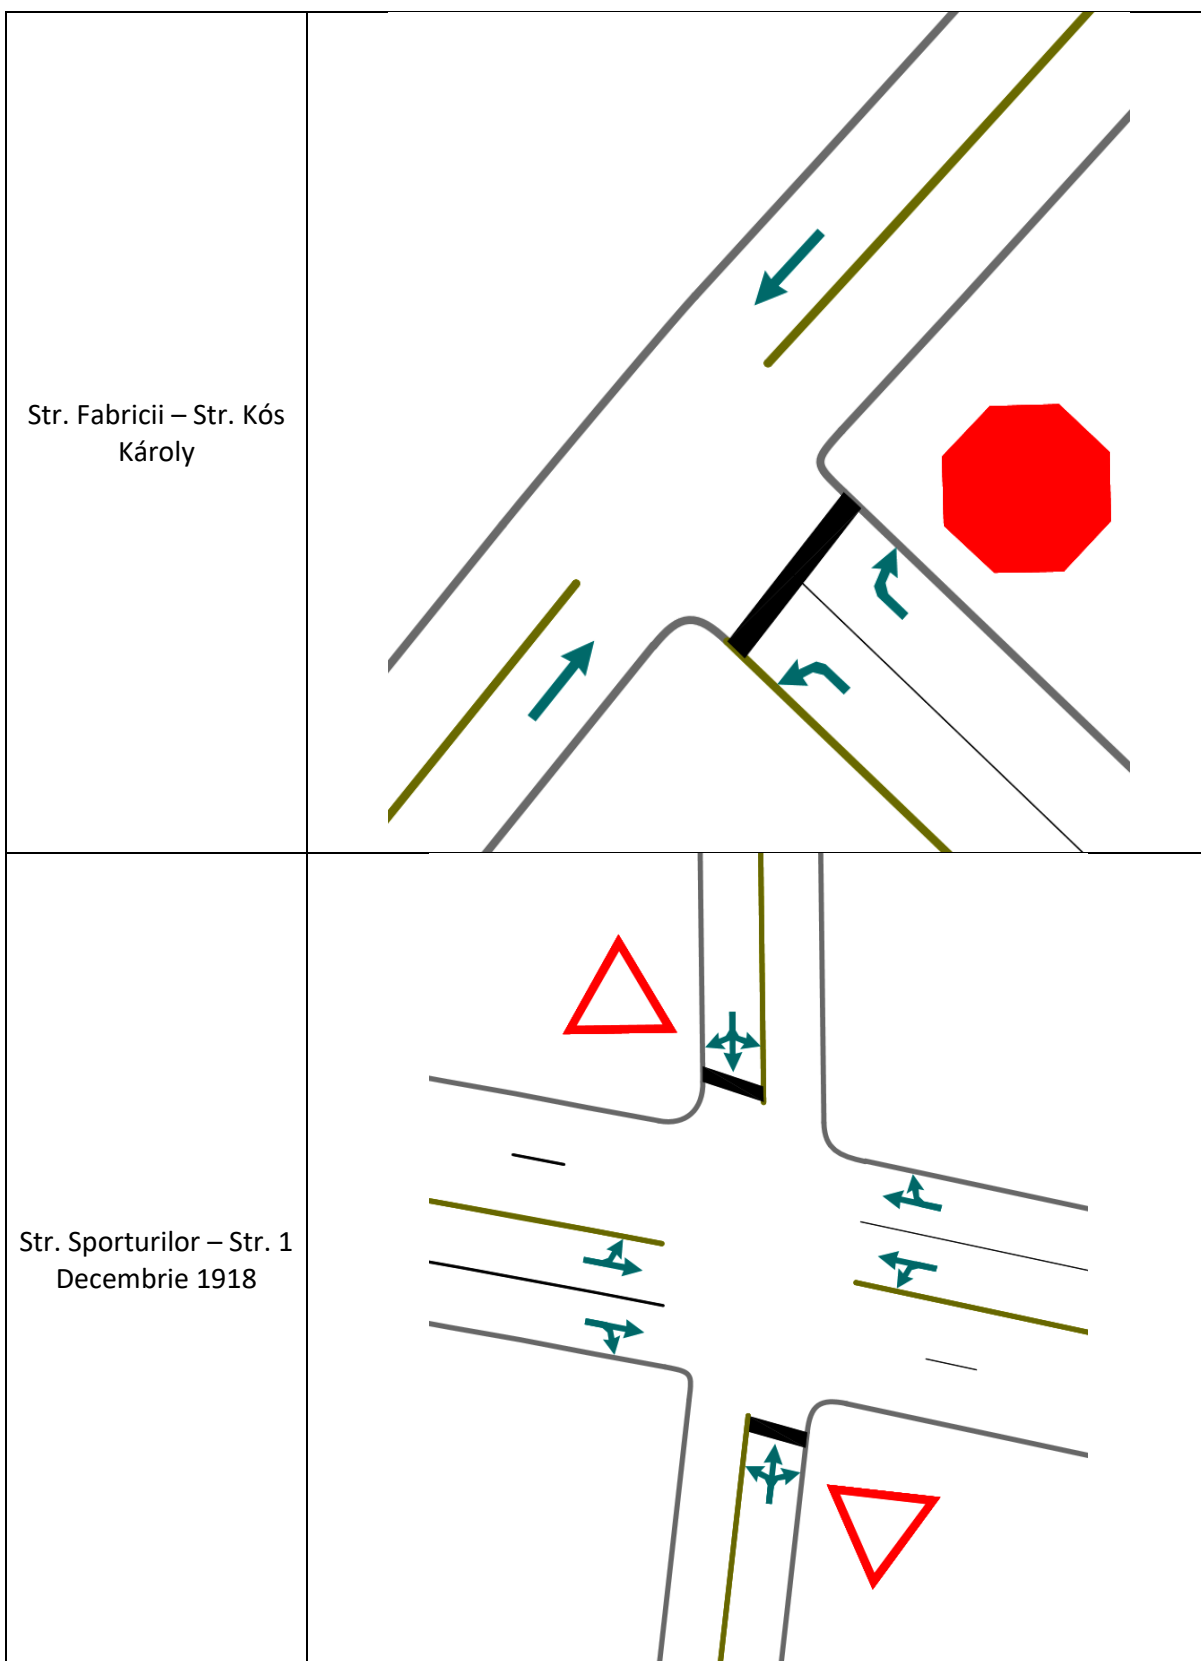 Str. Fabricii – Str. Kós
Károly
Str. Sporturilor – Str. 1
Decembrie 1918